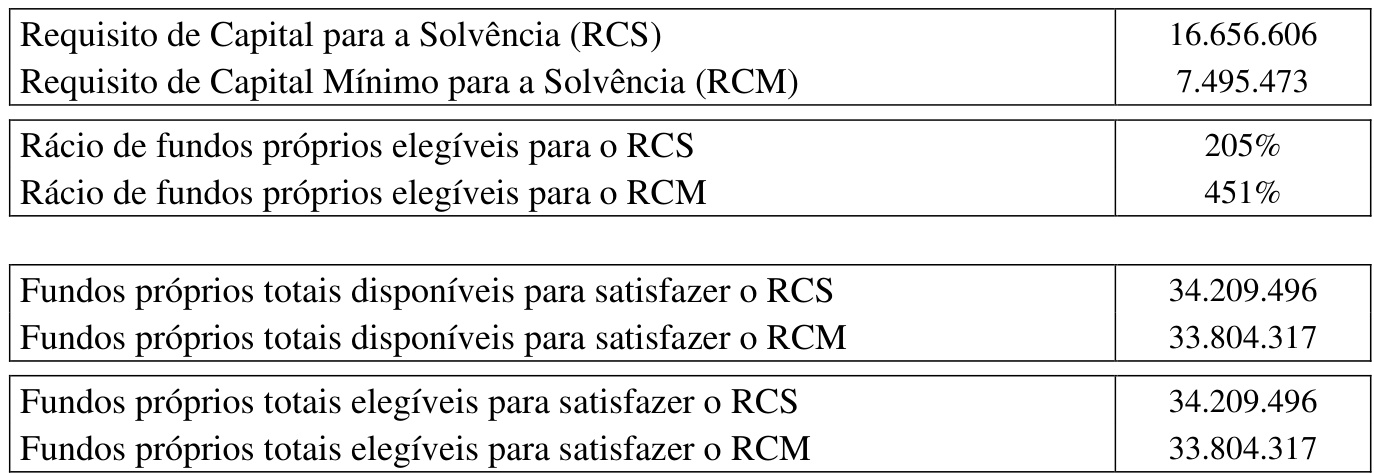 Requisito de Capital para a Solvência (RCS) 16.656.606
Requisito de Capital Mínimo para a Solvência (RCM) 7.495.473
Rácio de fundos próprios elegíveis para o RCS 205%
Rácio de fundos próprios elegíveis para o RCM 451%
Fundos próprios totais disponíveis para satisfazer o RCS 34.209.496
Fundos próprios totais disponíveis para satisfazer o RCM 33.804.317
Fundos próprios totais elegíveis para satisfazer o RCS 34.209.496
Fundos próprios totais elegíveis para satisfazer o RCM 33.804.317